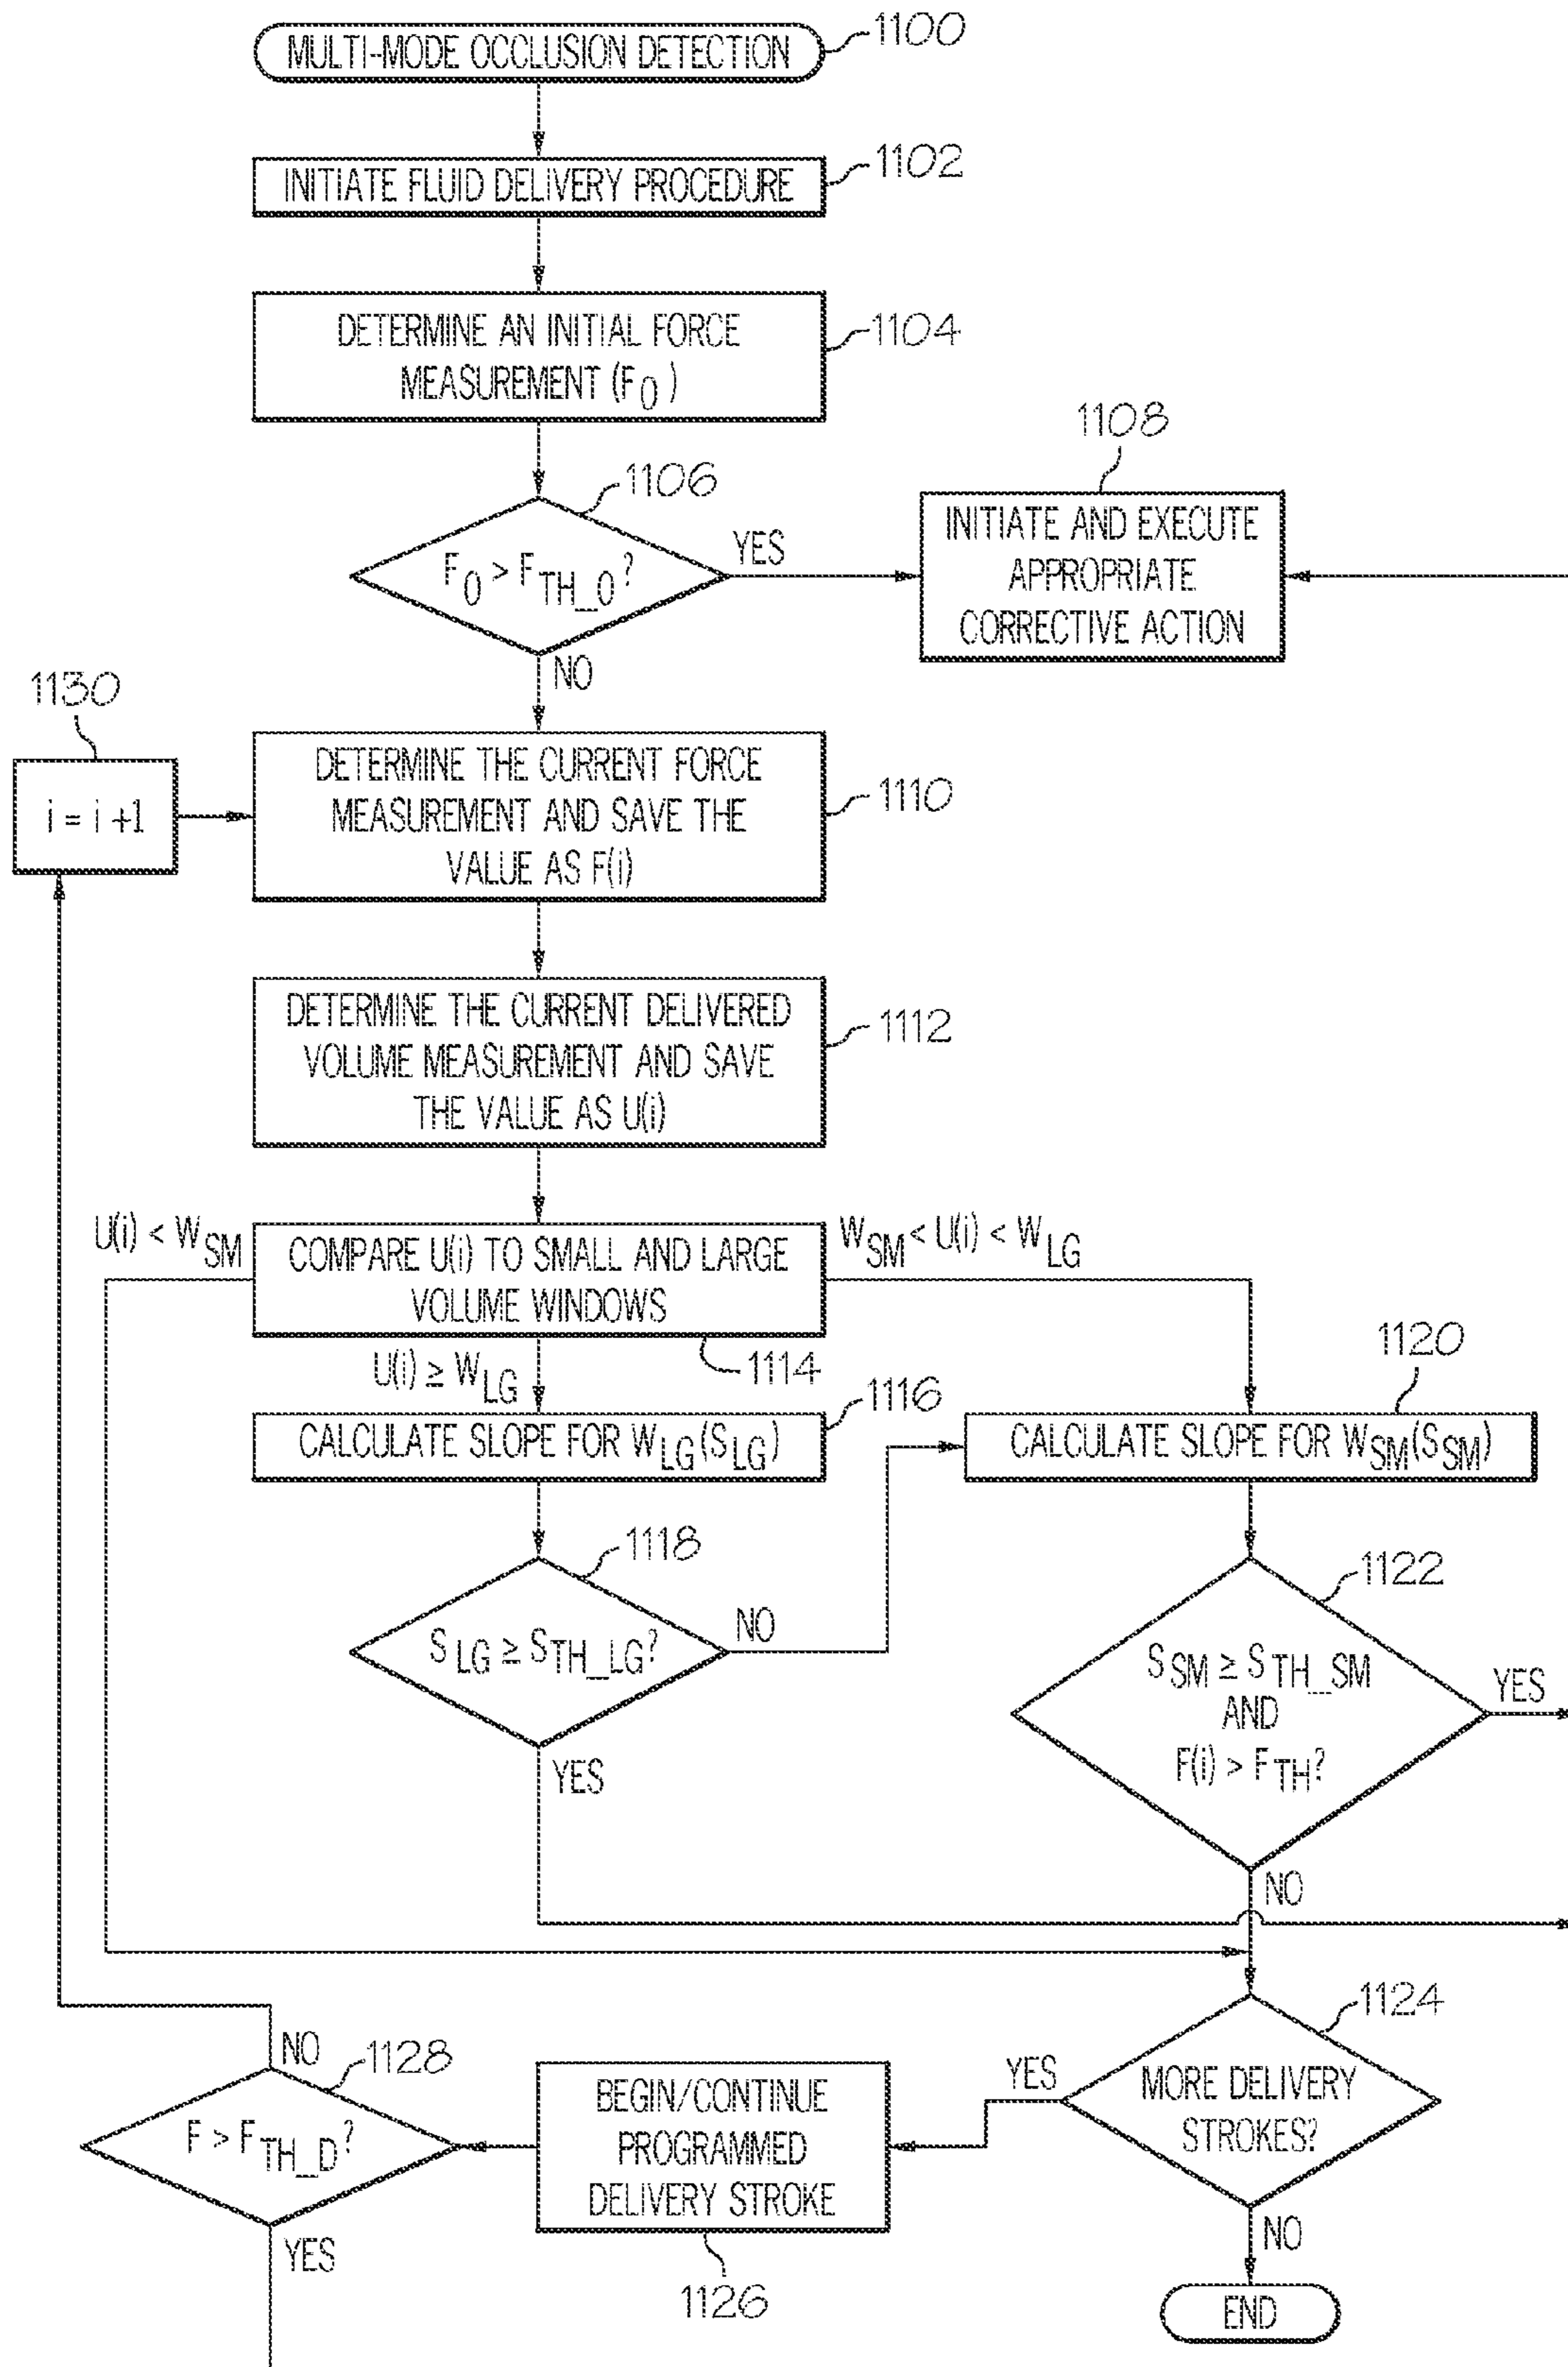 MULTI-MODE OCCLUSION DETECTION
1100
INITIATE FLUID DELIVERY PROCEDURE
1102
DETERMINE AN INITIAL FORCE
MEASUREMENT (F0)
1104
1106
F0 > FTH_0?
YES
NO
1108
INITIATE AND EXECUTE
APPROPRIATE
CORRECTIVE ACTION
1130
i = i +1
DETERMINE THE CURRENT FORCE
MEASUREMENT AND SAVE THE
VALUE AS F(i)
1110
DETERMINE THE CURRENT DELIVERED
VOLUME MEASUREMENT AND SAVE
THE VALUE AS U(i)
1112
U(i) < WSM
COMPARE U(i) TO SMALL AND LARGE
VOLUME WINDOWS
WSM < U(i) < WLG
1114
U(i) ≥ WLG
1116
CALCULATE SLOPE FOR WLG(SLG)
1120
CALCULATE SLOPE FOR WSM(SSM)
1118
SLG ≥ STH_LG?
NO
YES
1122
SSM ≥ STH_SM
AND
F(i) > FTH?
YES
NO
1124
MORE DELIVERY
STROKES?
YES
NO
BEGIN/CONTINUE
PROGRAMMED
DELIVERY STROKE
1126
NO
1128
F > FTH_D?
YES
END